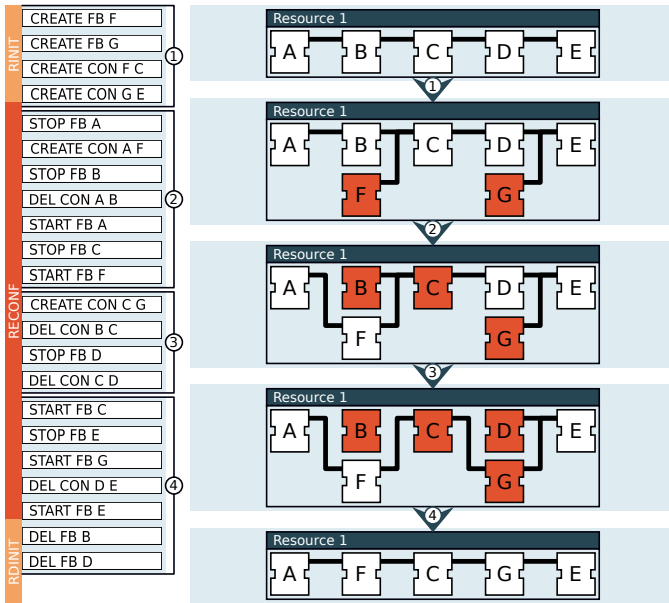 RINIT
CREATE FB F
CREATE FB G
CREATE CON F C
CREATE CON G E
1
RECONF
STOP FB A
CREATE CON A F
STOP FB B
DEL CON A B
START FB A
STOP FB C
START FB F
2
CREATE CON C G
DEL CON B C
STOP FB D
DEL CON C D
3
START FB C
STOP FB E
START FB G
DEL CON D E
START FB E
RDINIT
DEL FB B
DEL FB D
4
Resource 1
A B C D E
1
Resource 1
A B C D E
F G
2
Resource 1
A B C D E
F G
3
Resource 1
A B C D E
F G
4
Resource 1
A F C G E